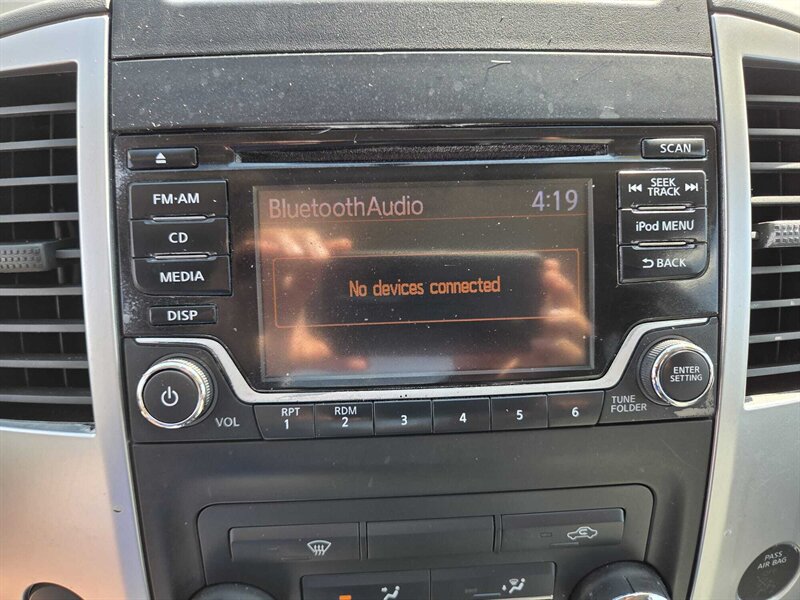 SCAN
FM·AM
CD
MEDIA
DISP
BluetoothAudio 4:19
No devices connected
SEEK
TRACK
iPod MENU
BACK
ENTER
SETTING
VOL
RPT
1
RDM
2
3
4
5
6
TUNE
FOLDER
PASS
AIR BAG